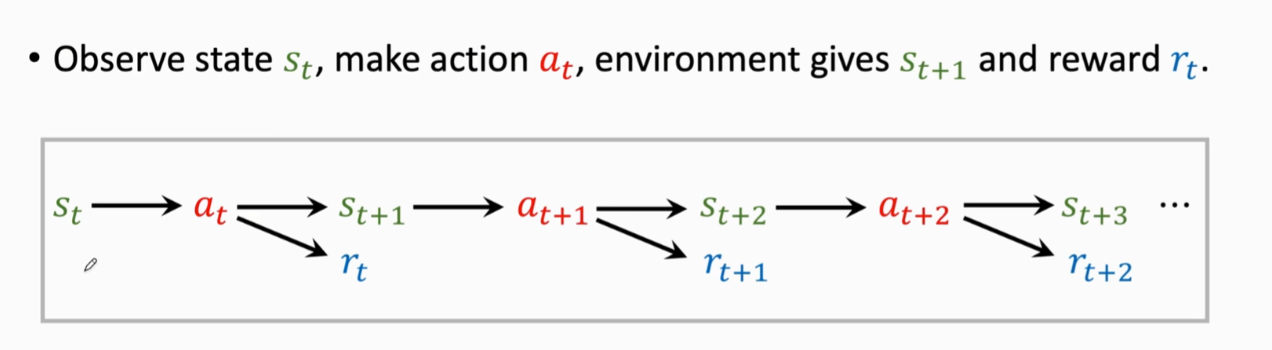 • Observe state s_t, make action a_t, environment gives s_{t+1} and reward r_t.
s_t → a_t → s_{t+1} → a_{t+1} → s_{t+2} → a_{t+2} → s_{t+3} ...
r_t r_{t+1} r_{t+2}